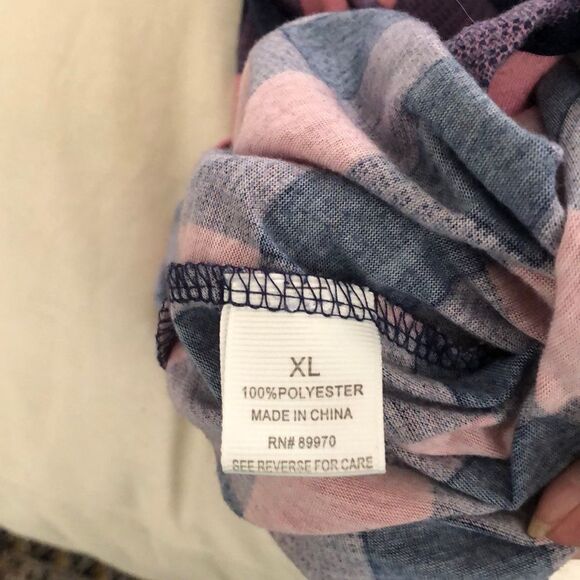 XL
100%POLYESTER
MADE IN CHINA
RN# 89970
SEE REVERSE FOR CARE